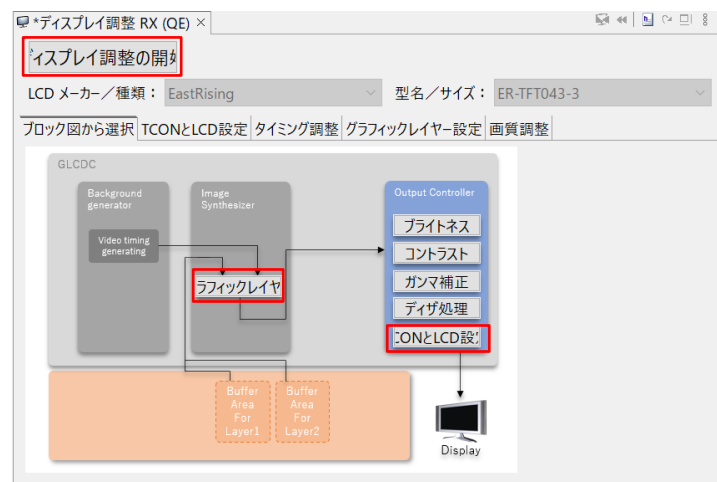 *ディスプレイ調整 RX (QE) ×
ィスプレイ調整の開始
LCD メーカー／種類： EastRising 型名／サイズ： ER-TFT043-3
ブロック図から選択 TCONとLCD設定 タイミング調整 グラフィックレイヤー設定 画質調整
GLCDC
Background generator
Image Synthesizer
Output Controller
Video timing generating
ブライトネス
コントラスト
ガンマ補正
ディザ処理
ラフィックレイヤ
CONとLCD設
Buffer Area For Layer1
Buffer Area For Layer2
Display